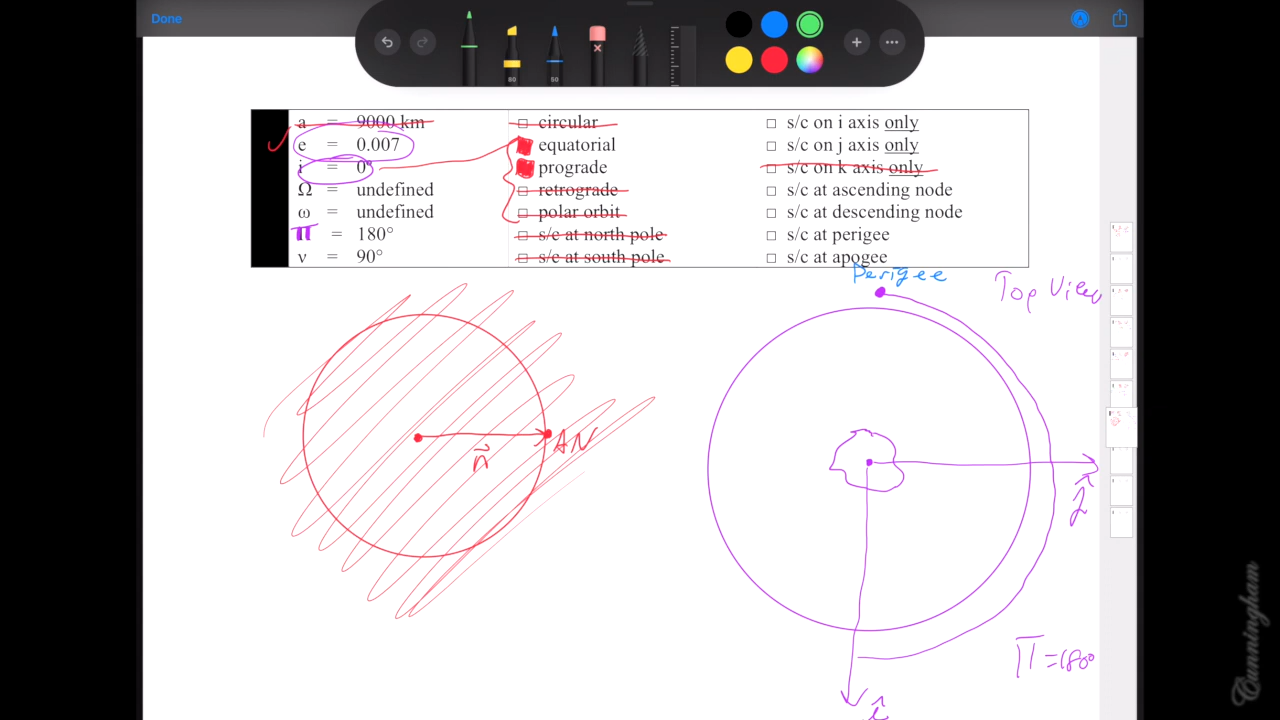 Done
80
50
a = 9000 km
e = 0.007
i = 0°
Ω = undefined
ω = undefined
Π = 180°
ν = 90°
□ circular
equatorial
prograde
□ retrograde
□ polar orbit
□ s/c at north pole
□ s/c at south pole
□ s/c on i axis only
□ s/c on j axis only
□ s/c on k axis only
□ s/c at ascending node
□ s/c at descending node
□ s/c at perigee
□ s/c at apogee
Perigee
Top View
n⃗
AN
ĵ
Π = 180°
î
Cunningham